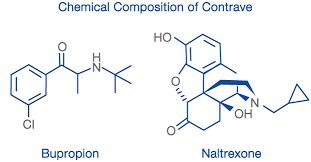 Chemical Composition of Contrave
HO
O
H
N
O
N
O
OH
Cl
Bupropion
Naltrexone